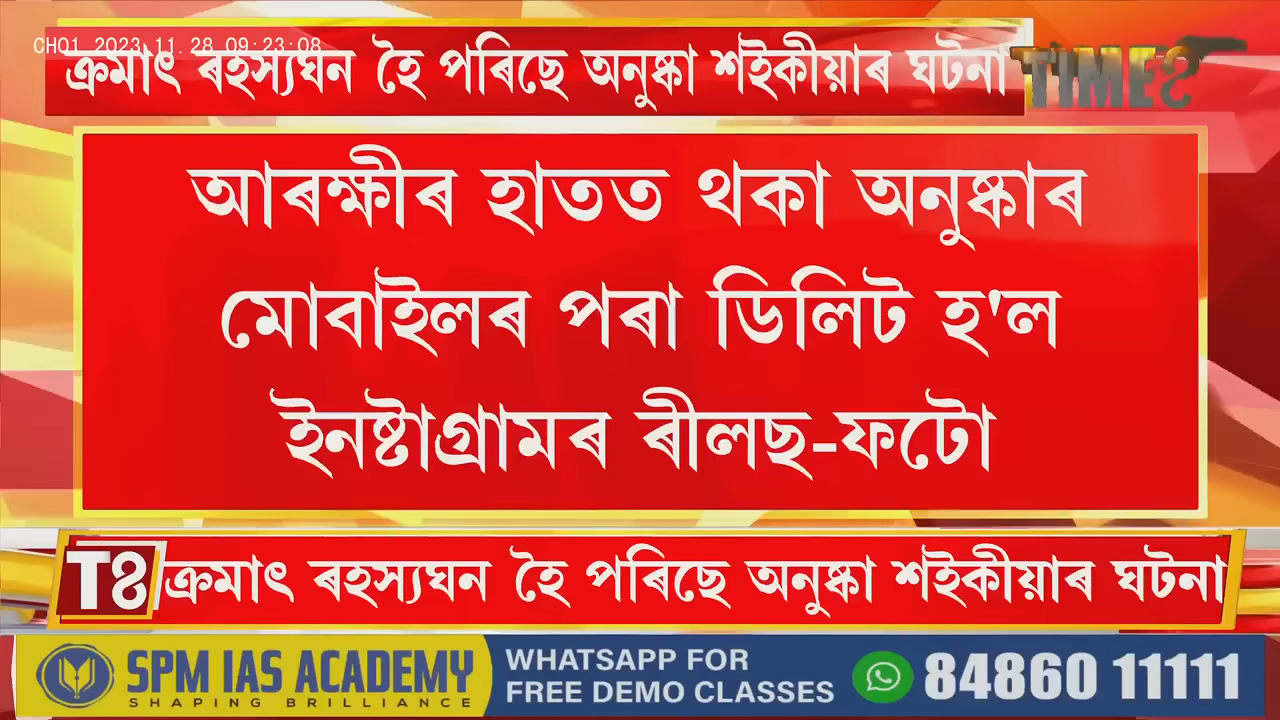 CH01 2023.11.28 09:23:08
ক্ৰমাৎ ৰহস্যঘন হৈ পৰিছে অনুষ্কা শইকীয়াৰ ঘটনা
TIME8
আৰক্ষীৰ হাতত থকা অনুষ্কাৰ
মোবাইলৰ পৰা ডিলিট হ'ল
ইনষ্টাগ্ৰামৰ ৰীলছ-ফটো
T8
ক্ৰমাৎ ৰহস্যঘন হৈ পৰিছে অনুষ্কা শইকীয়াৰ ঘটনা
SPM IAS ACADEMY
SHAPING BRILLIANCE
WHATSAPP FOR
FREE DEMO CLASSES
84860 11111